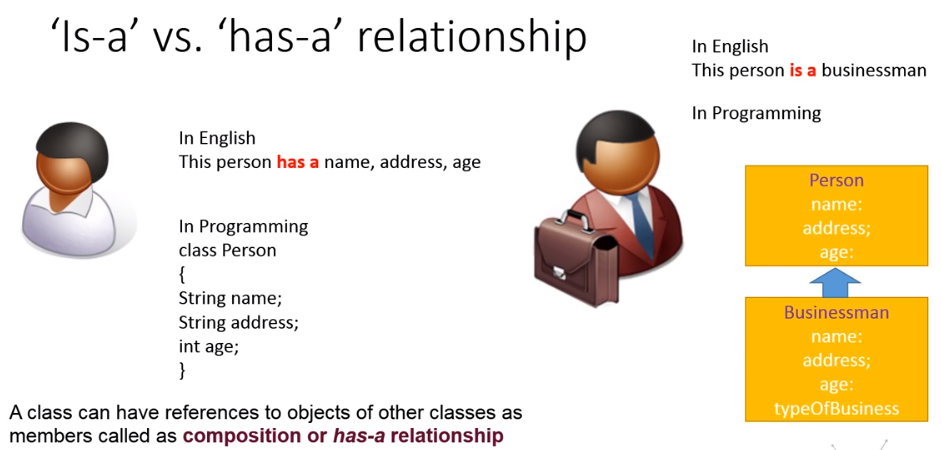 ‘Is-a’ vs. ‘has-a’ relationship
In English
This person has a name, address, age
In Programming
class Person
{
String name;
String address;
int age;
}
A class can have references to objects of other classes as
members called as composition or has-a relationship
In English
This person is a businessman
In Programming
Person
name:
address;
age:
Businessman
name:
address;
age:
typeOfBusiness